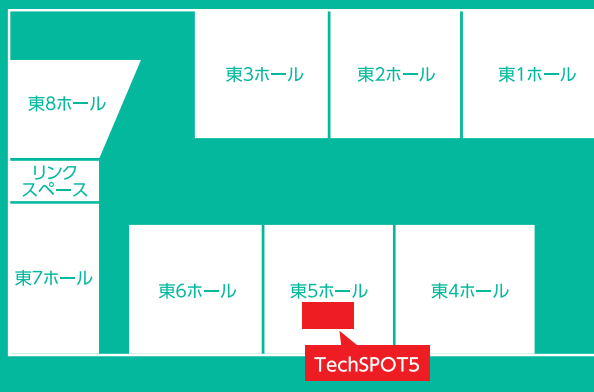 東3ホール
東2ホール
東1ホール
東8ホール
リンク
スペース
東7ホール
東6ホール
東5ホール
東4ホール
TechSPOT5